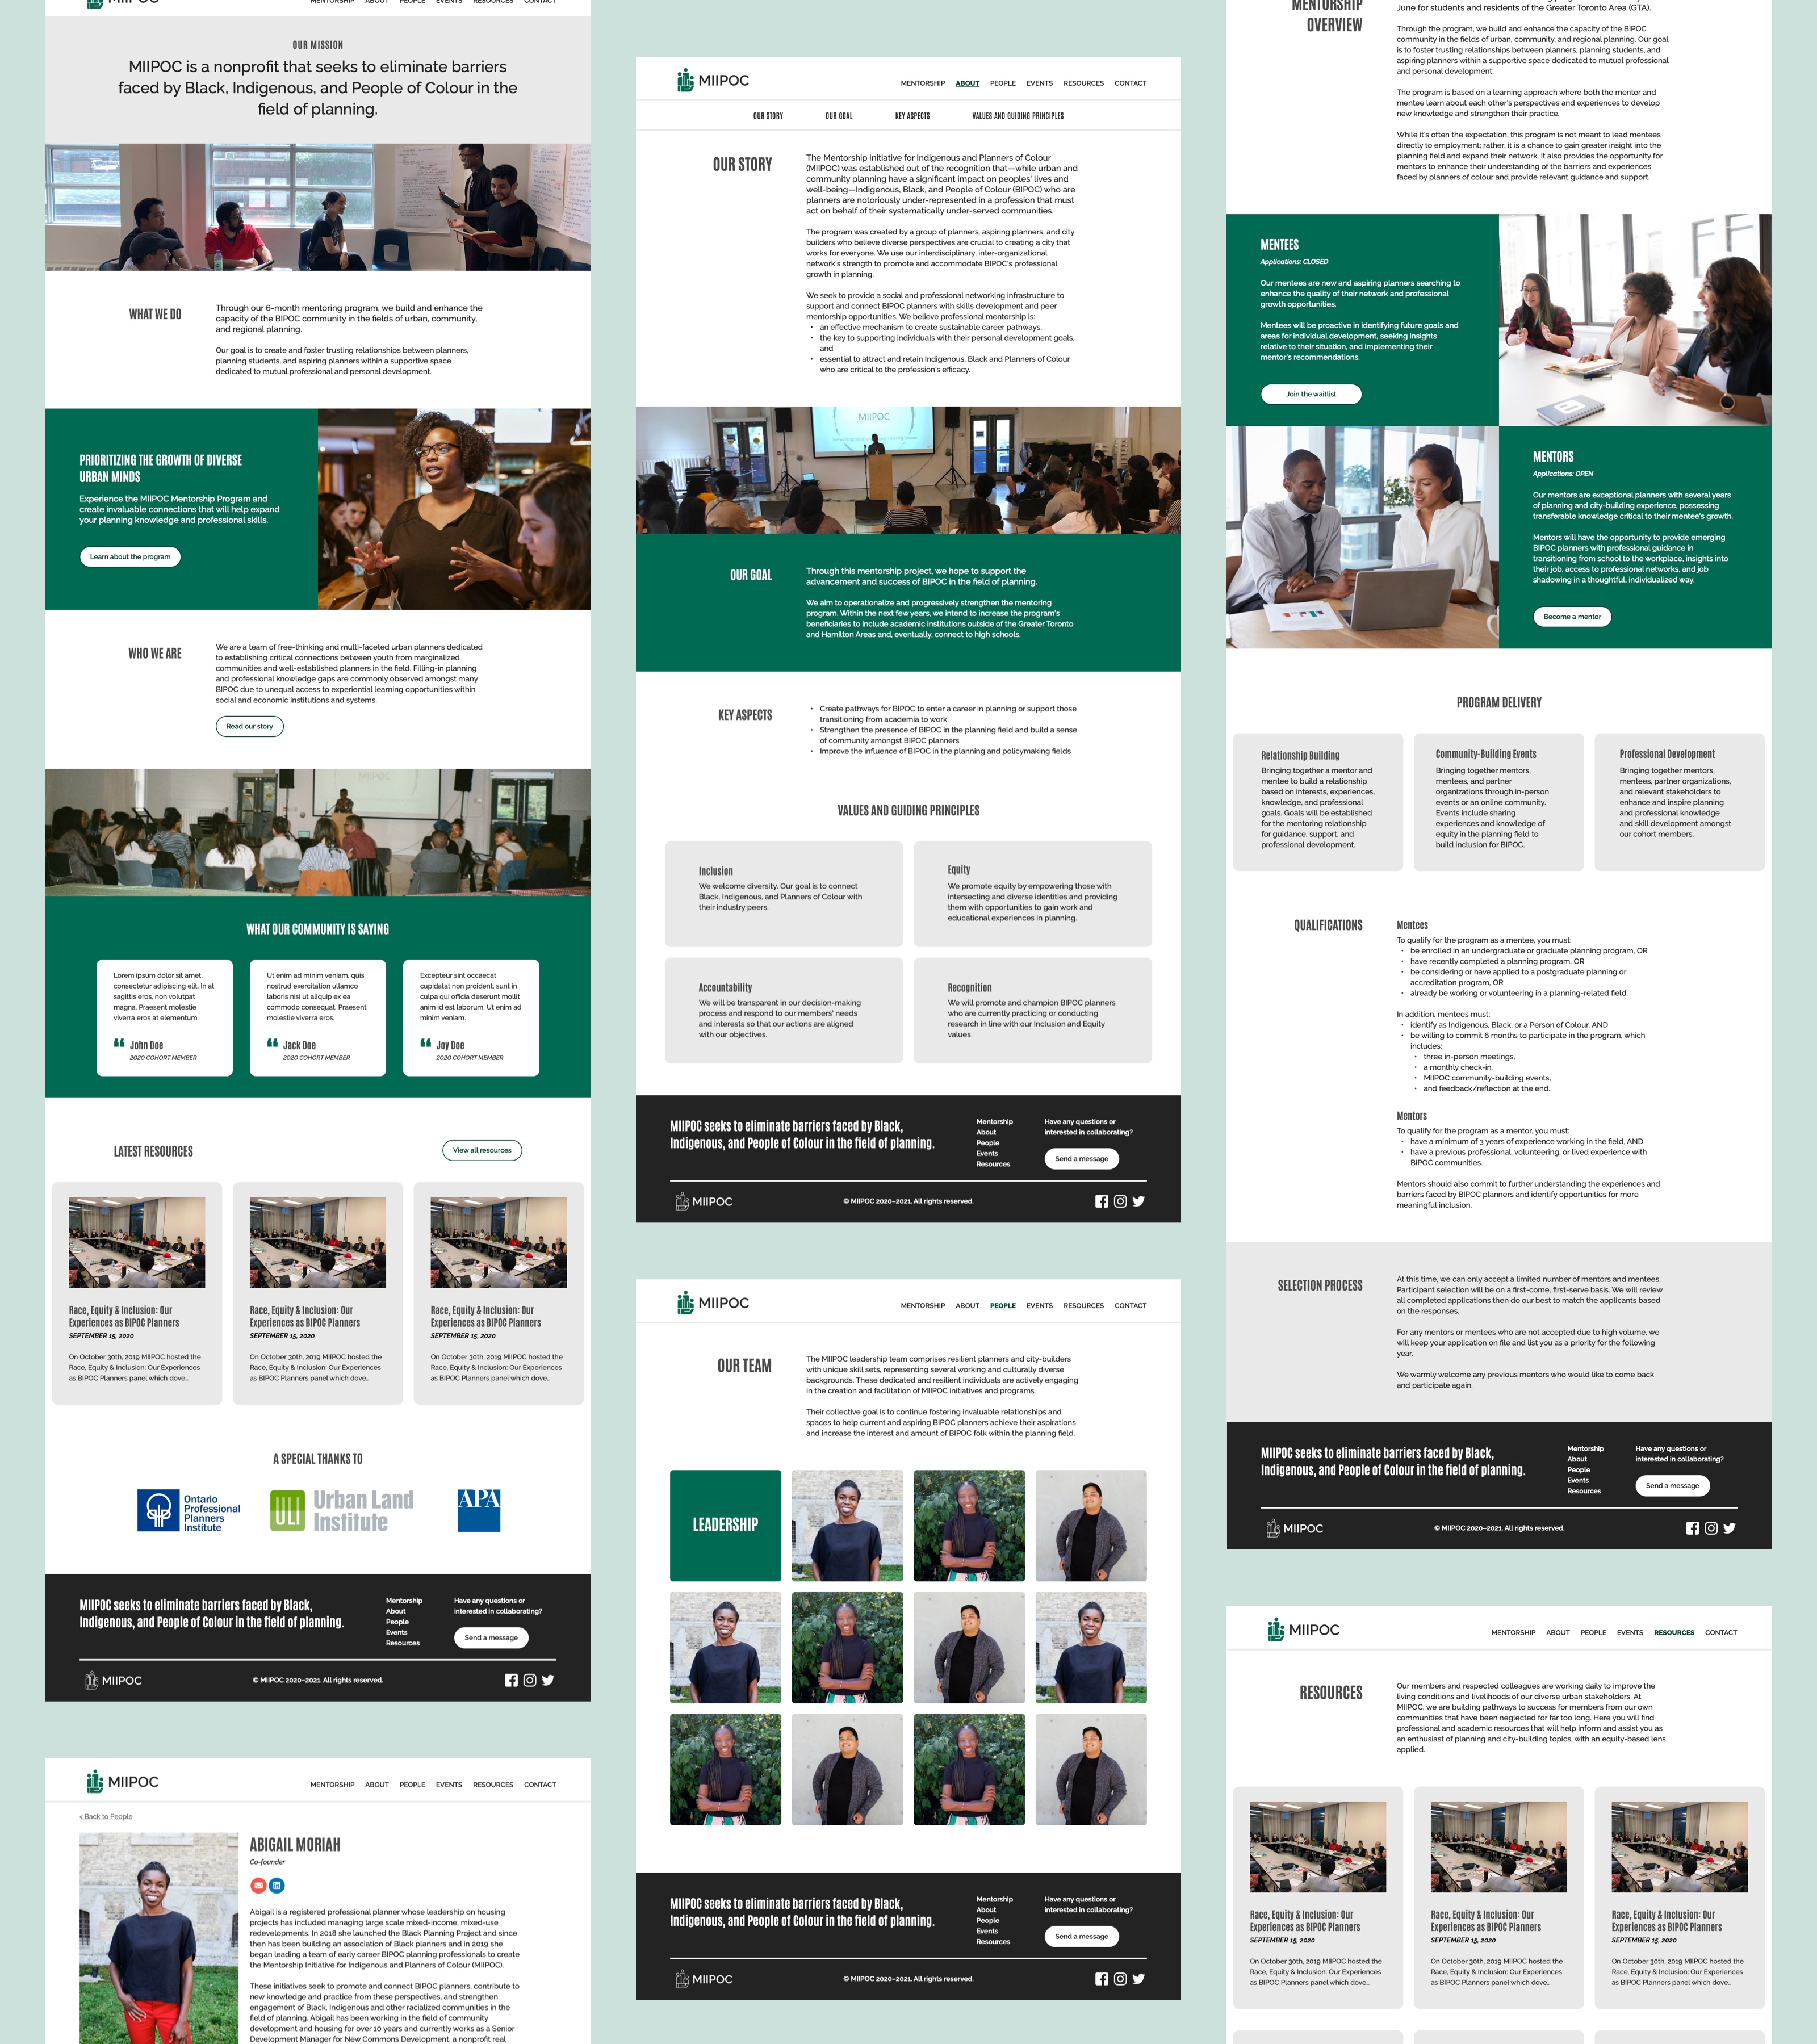 MIIPOC
MENTORSHIP ABOUT PEOPLE EVENTS RESOURCES CONTACT
OUR MISSION
MIIPOC is a nonprofit that seeks to eliminate barriers
faced by Black, Indigenous, and People of Colour in the
field of planning.
WHAT WE DO
Through our 6-month mentoring program, we build and enhance the
capacity of the BIPOC community in the fields of urban, community,
and regional planning.
Our goal is to create and foster trusting relationships between planners,
planning students, and aspiring planners within a supportive space
dedicated to mutual professional and personal development.
PRIORITIZING THE GROWTH OF DIVERSE
URBAN MINDS
Experience the MIIPOC Mentorship Program and
create invaluable connections that will help expand
your planning knowledge and professional skills.
Learn about the program
WHO WE ARE
We are a team of free-thinking and multi-faceted urban planners dedicated
to establishing critical connections between youth from marginalized
communities and well-established planners in the field. Filling-in planning
and professional knowledge gaps are commonly observed amongst many
BIPOC due to unequal access to experiential learning opportunities within
social and economic institutions and systems.
Read our story
MIIPOC
WHAT OUR COMMUNITY IS SAYING
Lorem ipsum dolor sit amet,
consectetur adipiscing elit. In at
sagittis eros, non volutpat
magna. Praesent molestie
viverra eros at elementum.
John Doe
2020 COHORT MEMBER
Ut enim ad minim veniam, quis
nostrud exercitation ullamco
laboris nisi ut aliquip ex ea
commodo consequat. Praesent
molestie viverra eros.
Jack Doe
2020 COHORT MEMBER
Excepteur sint occaecat
cupidatat non proident, sunt in
culpa qui officia deserunt mollit
anim id est laborum. Ut enim ad
minim veniam.
Joy Doe
2020 COHORT MEMBER
LATEST RESOURCES
View all resources
Race, Equity & Inclusion: Our
Experiences as BIPOC Planners
SEPTEMBER 15, 2020
On October 30th, 2019 MIIPOC hosted the
Race, Equity & Inclusion: Our Experiences
as BIPOC Planners panel which dove...
Race, Equity & Inclusion: Our
Experiences as BIPOC Planners
SEPTEMBER 15, 2020
On October 30th, 2019 MIIPOC hosted the
Race, Equity & Inclusion: Our Experiences
as BIPOC Planners panel which dove...
Race, Equity & Inclusion: Our
Experiences as BIPOC Planners
SEPTEMBER 15, 2020
On October 30th, 2019 MIIPOC hosted the
Race, Equity & Inclusion: Our Experiences
as BIPOC Planners panel which dove...
A SPECIAL THANKS TO
Ontario
Professional
Planners
Institute
ULI
Urban Land
Institute
APA
MIIPOC seeks to eliminate barriers faced by Black,
Indigenous, and People of Colour in the field of planning.
Mentorship
About
People
Events
Resources
Have any questions or
interested in collaborating?
Send a message
MIIPOC
© MIIPOC 2020–2021. All rights reserved.
MIIPOC
MENTORSHIP ABOUT PEOPLE EVENTS RESOURCES CONTACT
< Back to People
ABIGAIL MORIAH
Co-founder
in
Abigail is a registered professional planner whose leadership on housing
projects has included managing large scale mixed-income, mixed-use
redevelopments. In 2018 she launched the Black Planning Project and since
then has been building an association of Black planners and in 2019 she
began leading a team of early career BIPOC planning professionals to create
the Mentorship Initiative for Indigenous and Planners of Colour (MIIPOC).
These initiatives seek to promote and connect BIPOC planners, contribute to
new knowledge and practice from these perspectives, and strengthen
engagement of Black. Indigenous and other racialized communities in the
field of planning. Abigail has been working in the field of community
development and housing for over 10 years and currently works as a Senior
Development Manager for New Commons Development, a nonprofit real
MIIPOC
MENTORSHIP ABOUT PEOPLE EVENTS RESOURCES CONTACT
OUR STORY OUR GOAL KEY ASPECTS VALUES AND GUIDING PRINCIPLES
OUR STORY
The Mentorship Initiative for Indigenous and Planners of Colour
(MIIPOC) was established out of the recognition that—while urban and
community planning have a significant impact on peoples' lives and
well-being—Indigenous, Black, and People of Colour (BIPOC) who are
planners are notoriously under-represented in a profession that must
act on behalf of their systematically under-served communities.
The program was created by a group of planners, aspiring planners, and city
builders who believe diverse perspectives are crucial to creating a city that
works for everyone. We use our interdisciplinary, inter-organizational
network's strength to promote and accommodate BIPOC's professional
growth in planning.
We seek to provide a social and professional networking infrastructure to
support and connect BIPOC planners with skills development and peer
mentorship opportunities. We believe professional mentorship is:
• an effective mechanism to create sustainable career pathways,
• the key to supporting individuals with their personal development goals,
and
• essential to attract and retain Indigenous, Black and Planners of Colour
who are critical to the profession's efficacy.
MIIPOC
OUR GOAL
Through this mentorship project, we hope to support the
advancement and success of BIPOC in the field of planning.
We aim to operationalize and progressively strengthen the mentoring
program. Within the next few years, we intend to increase the program's
beneficiaries to include academic institutions outside of the Greater Toronto
and Hamilton Areas and, eventually, connect to high schools.
KEY ASPECTS
• Create pathways for BIPOC to enter a career in planning or support those
transitioning from academia to work
• Strengthen the presence of BIPOC in the planning field and build a sense
of community amongst BIPOC planners
• Improve the influence of BIPOC in the planning and policymaking fields
VALUES AND GUIDING PRINCIPLES
Inclusion
We welcome diversity. Our goal is to connect
Black, Indigenous, and Planners of Colour with
their industry peers.
Equity
We promote equity by empowering those with
intersecting and diverse identities and providing
them with opportunities to gain work and
educational experiences in planning.
Accountability
We will be transparent in our decision-making
process and respond to our members' needs
and interests so that our actions are aligned
with our objectives.
Recognition
We will promote and champion BIPOC planners
who are currently practicing or conducting
research in line with our Inclusion and Equity
values.
MIIPOC seeks to eliminate barriers faced by Black,
Indigenous, and People of Colour in the field of planning.
Mentorship
About
People
Events
Resources
Have any questions or
interested in collaborating?
Send a message
MIIPOC
© MIIPOC 2020–2021. All rights reserved.
MIIPOC
MENTORSHIP ABOUT PEOPLE EVENTS RESOURCES CONTACT
OUR TEAM
The MIIPOC leadership team comprises resilient planners and city-builders
with unique skill sets, representing several working and culturally diverse
backgrounds. These dedicated and resilient individuals are actively engaging
in the creation and facilitation of MIIPOC initiatives and programs.
Their collective goal is to continue fostering invaluable relationships and
spaces to help current and aspiring BIPOC planners achieve their aspirations
and increase the interest and amount of BIPOC folk within the planning field.
LEADERSHIP
MIIPOC seeks to eliminate barriers faced by Black,
Indigenous, and People of Colour in the field of planning.
Mentorship
About
People
Events
Resources
Have any questions or
interested in collaborating?
Send a message
MIIPOC
© MIIPOC 2020–2021. All rights reserved.
MENTORSHIP
OVERVIEW
June for students and residents of the Greater Toronto Area (GTA).
Through the program, we build and enhance the capacity of the BIPOC
community in the fields of urban, community, and regional planning. Our goal
is to foster trusting relationships between planners, planning students, and
aspiring planners within a supportive space dedicated to mutual professional
and personal development.
The program is based on a learning approach where both the mentor and
mentee learn about each other's perspectives and experiences to develop
new knowledge and strengthen their practice.
While it's often the expectation, this program is not meant to lead mentees
directly to employment; rather, it is a chance to gain greater insight into the
planning field and expand their network. It also provides the opportunity for
mentors to enhance their understanding of the barriers and experiences
faced by planners of colour and provide relevant guidance and support.
MENTEES
Applications: CLOSED
Our mentees are new and aspiring planners searching to
enhance the quality of their network and professional
growth opportunities.
Mentees will be proactive in identifying future goals and
areas for individual development, seeking insights
relative to their situation, and implementing their
mentor's recommendations.
Join the waitlist
MENTORS
Applications: OPEN
Our mentors are exceptional planners with several years
of planning and city-building experience, possessing
transferable knowledge critical to their mentee's growth.
Mentors will have the opportunity to provide emerging
BIPOC planners with professional guidance in
transitioning from school to the workplace, insights into
their job, access to professional networks, and job
shadowing in a thoughtful, individualized way.
Become a mentor
PROGRAM DELIVERY
Relationship Building
Bringing together a mentor and
mentee to build a relationship
based on interests, experiences,
knowledge, and professional
goals. Goals will be established
for the mentoring relationship
for guidance, support, and
professional development.
Community-Building Events
Bringing together mentors,
mentees, and partner
organizations through in-person
events or an online community.
Events include sharing
experiences and knowledge of
equity in the planning field to
build inclusion for BIPOC.
Professional Development
Bringing together mentors,
mentees, partner organizations,
and relevant stakeholders to
enhance and inspire planning
and professional knowledge
and skill development amongst
our cohort members.
QUALIFICATIONS
Mentees
To qualify for the program as a mentee, you must:
• be enrolled in an undergraduate or graduate planning program, OR
• have recently completed a planning program, OR
• be considering or have applied to a postgraduate planning or
accreditation program, OR
• already be working or volunteering in a planning-related field.
In addition, mentees must:
• identify as Indigenous, Black, or a Person of Colour, AND
• be willing to commit 6 months to participate in the program, which
includes:
• three in-person meetings,
• a monthly check-in,
• MIIPOC community-building events,
• and feedback/reflection at the end.
Mentors
To qualify for the program as a mentor, you must:
• have a minimum of 3 years of experience working in the field, AND
• have a previous professional, volunteering, or lived experience with
BIPOC communities.
Mentors should also commit to further understanding the experiences and
barriers faced by BIPOC planners and identify opportunities for more
meaningful inclusion.
SELECTION PROCESS
At this time, we can only accept a limited number of mentors and mentees.
Participant selection will be on a first-come, first-serve basis. We will review
all completed applications then do our best to match the applicants based
on the responses.
For any mentors or mentees who are not accepted due to high volume, we
will keep your application on file and list you as a priority for the following
year.
We warmly welcome any previous mentors who would like to come back
and participate again.
MIIPOC seeks to eliminate barriers faced by Black,
Indigenous, and People of Colour in the field of planning.
Mentorship
About
People
Events
Resources
Have any questions or
interested in collaborating?
Send a message
MIIPOC
© MIIPOC 2020–2021. All rights reserved.
MIIPOC
MENTORSHIP ABOUT PEOPLE EVENTS RESOURCES CONTACT
RESOURCES
Our members and respected colleagues are working daily to improve the
living conditions and livelihoods of our diverse urban stakeholders. At
MIIPOC, we are building pathways to success for members from our own
communities that have been neglected for far too long. Here you will find
professional and academic resources that will help inform and assist you as
an enthusiast of planning and city-building topics, with an equity-based lens
applied.
Race, Equity & Inclusion: Our
Experiences as BIPOC Planners
SEPTEMBER 15, 2020
On October 30th, 2019 MIIPOC hosted the
Race, Equity & Inclusion: Our Experiences
as BIPOC Planners panel which dove...
Race, Equity & Inclusion: Our
Experiences as BIPOC Planners
SEPTEMBER 15, 2020
On October 30th, 2019 MIIPOC hosted the
Race, Equity & Inclusion: Our Experiences
as BIPOC Planners panel which dove...
Race, Equity & Inclusion: Our
Experiences as BIPOC Planners
SEPTEMBER 15, 2020
On October 30th, 2019 MIIPOC hosted the
Race, Equity & Inclusion: Our Experiences
as BIPOC Planners panel which dove...